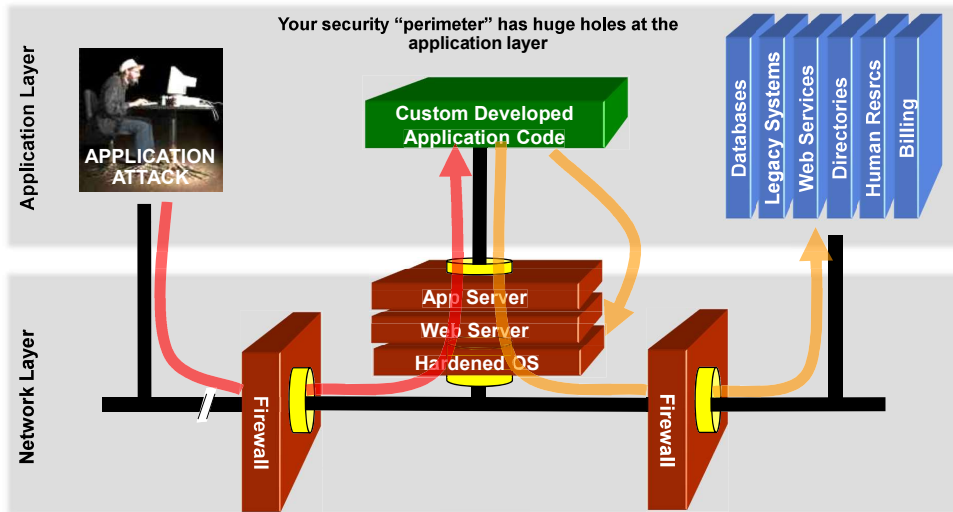 Your security “perimeter” has huge holes at the
application layer
Application Layer
APPLICATION
ATTACK
Custom Developed
Application Code
Databases
Legacy Systems
Web Services
Directories
Human Resrcs
Billing
Network Layer
App Server
Web Server
Hardened OS
Firewall
Firewall